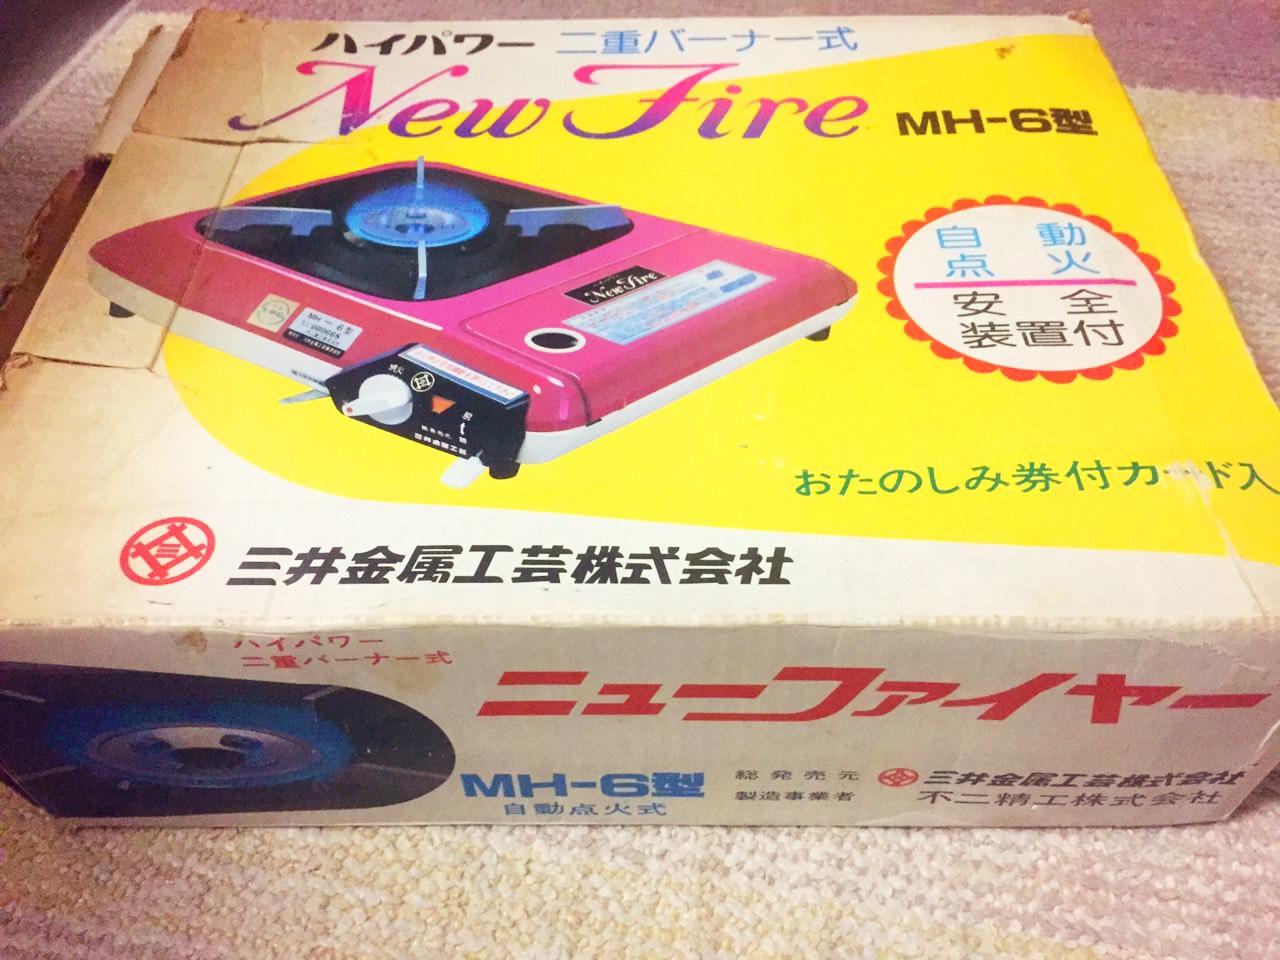 ハイパワー 二重バーナー式
New Fire MH-6型
自動
点火
安全
装置付
New Fire
MH-6型
おたのしみ券付カード入
三井金属工芸株式会社
ハイパワー
二重バーナー式
ニューファイヤー
MH-6型
自動点火式
総発売元 三井金属工芸株式会社
製造事業者 不二精工株式会社